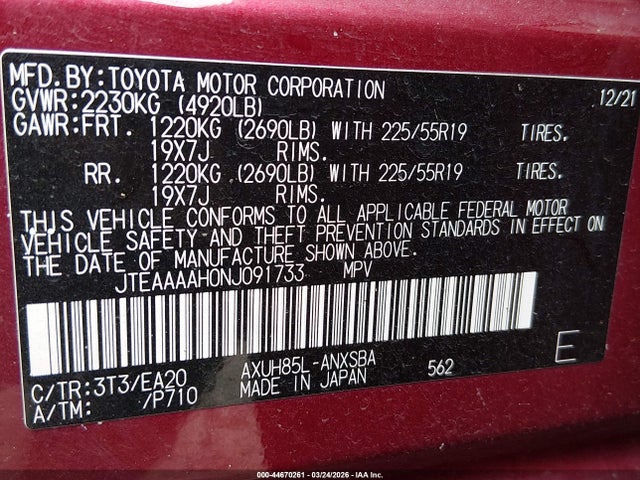 MFD.BY:TOYOTA MOTOR CORPORATION 12/21
GVWR:2230KG (4920LB)
GAWR:FRT. 1220KG (2690LB) WITH 225/55R19 TIRES.
19X7J RIMS.
RR. 1220KG (2690LB) WITH 225/55R19 TIRES.
19X7J RIMS.
THIS VEHICLE CONFORMS TO ALL APPLICABLE FEDERAL MOTOR
VEHICLE SAFETY AND THEFT PREVENTION STANDARDS IN EFFECT ON
THE DATE OF MANUFACTURE SHOWN ABOVE.
JTEAAAAH0NJ091733 MPV
C/TR:3T3/EA20 AXUH85L-ANXSBA 562 E
A/TM: /P710 MADE IN JAPAN
000-44670261 - 03/24/2026 - IAA Inc.